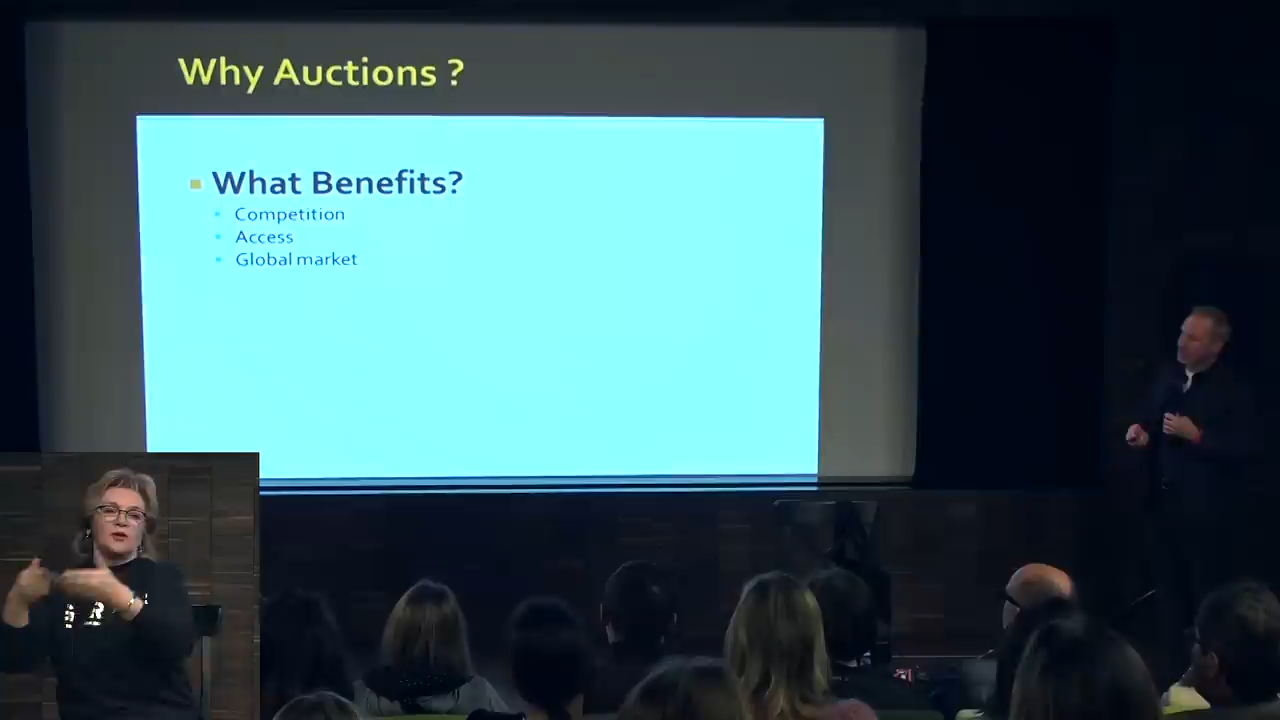 Why Auctions ?
What Benefits?
Competition
Access
Global market